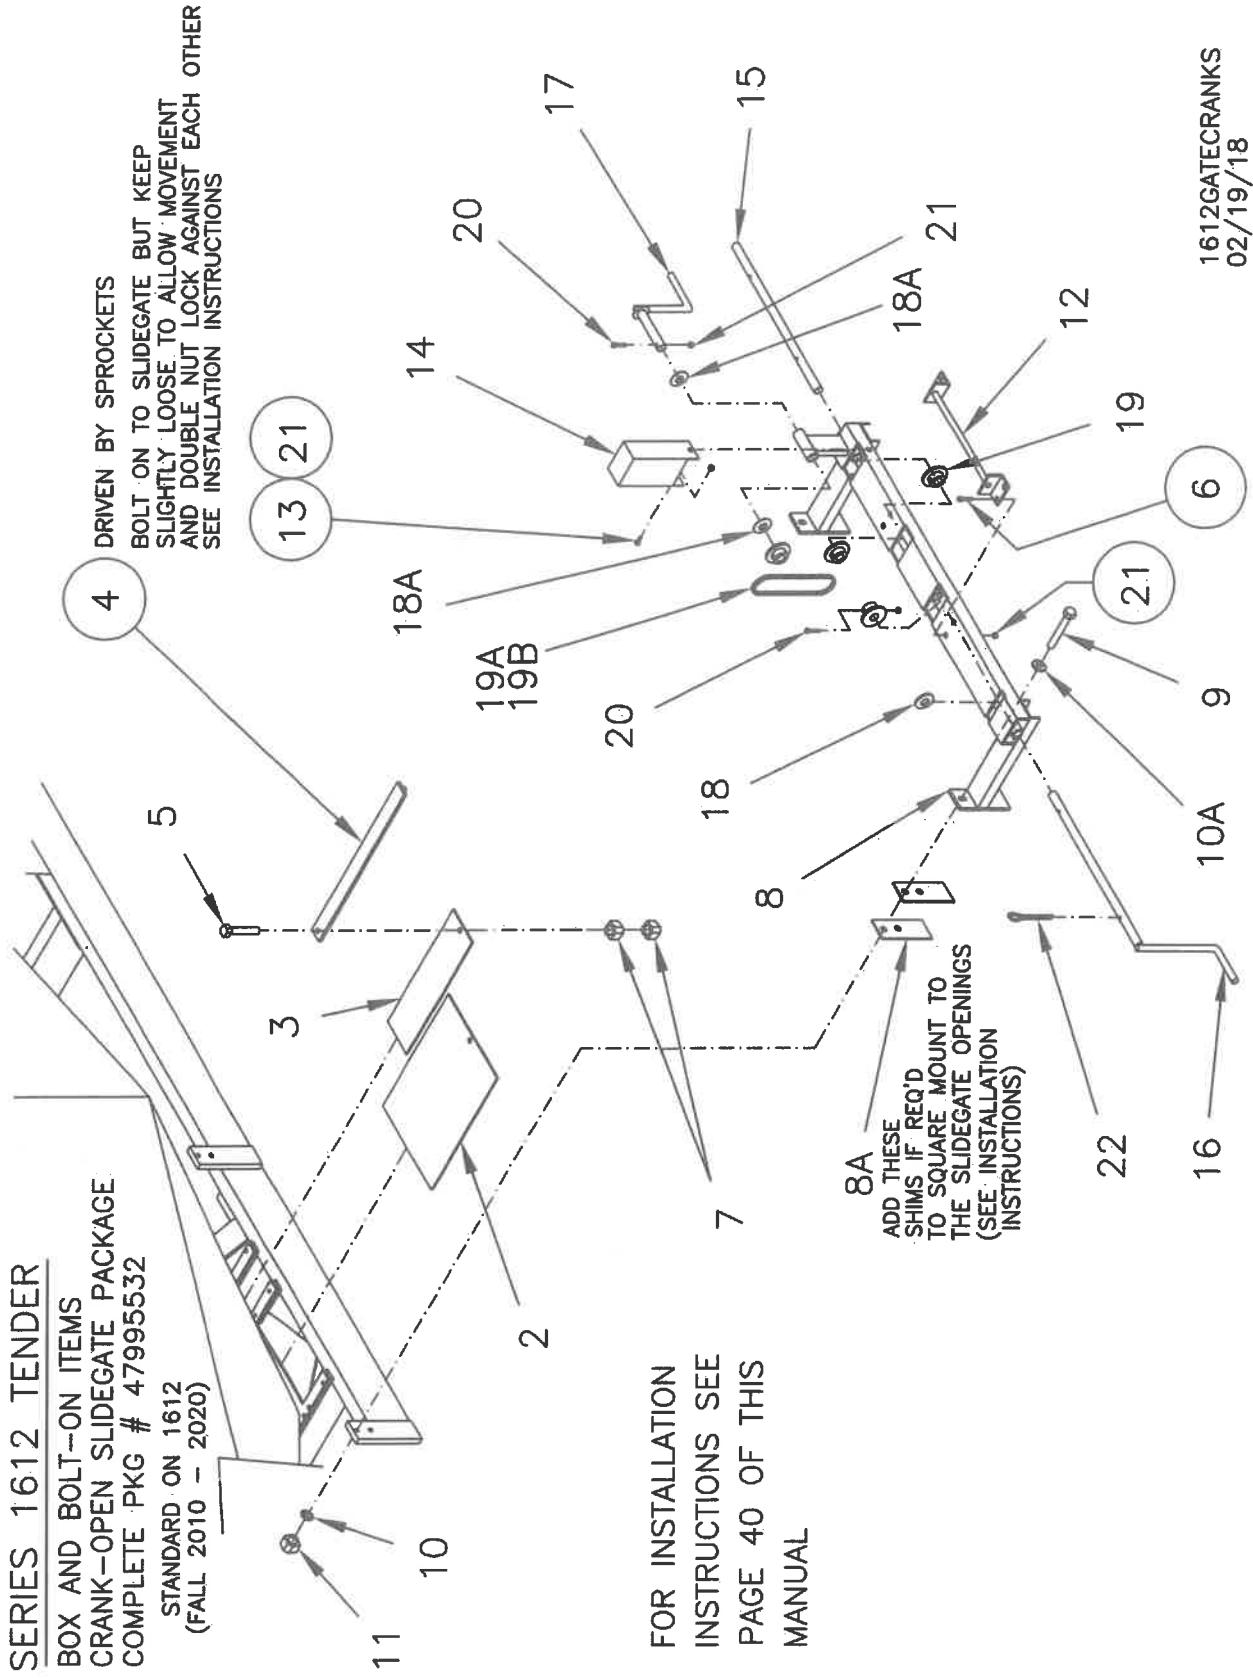 SERIES 1612 TENDER
BOX AND BOLT-ON ITEMS
CRANK-OPEN SLIDEGATE PACKAGE
COMPLETE PKG # 47995532
STANDARD ON 1612
(FALL 2010 - 2020)
4
DRIVEN BY SPROCKETS
BOLT ON TO SLIDEGATE BUT KEEP
SLIGHTLY LOOSE TO ALLOW MOVEMENT
AND DOUBLE NUT LOCK AGAINST EACH OTHER
SEE INSTALLATION INSTRUCTIONS
13
21
5
14
20
17
18A
19A
19B
3
20
15
21
18A
11
10
2
18
12
19
7
8
6
21
8A
ADD THESE
SHIMS IF REQ'D
TO SQUARE MOUNT TO
THE SLIDEGATE OPENINGS
(SEE INSTALLATION
INSTRUCTIONS)
22
16
10A
9
FOR INSTALLATION
INSTRUCTIONS SEE
PAGE 40 OF THIS
MANUAL
1612GATECRANKS
02/19/18